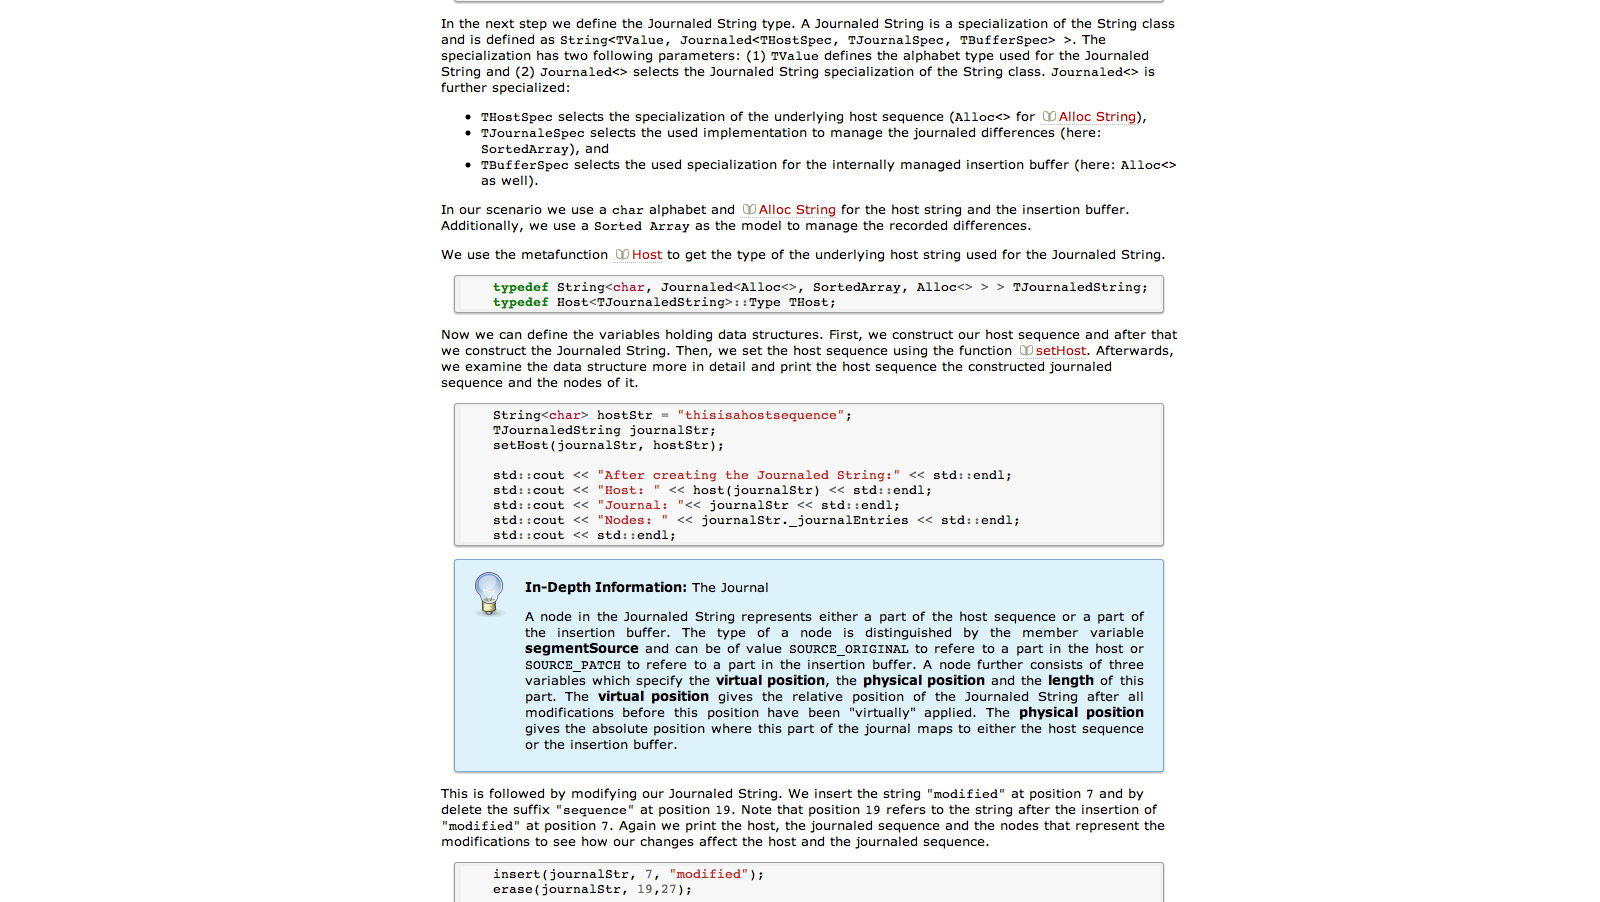 In the next step we define the Journaled String type. A Journaled String is a specialization of the String class
and is defined as String<TValue, Journaled<THostSpec, TJournalSpec, TBufferSpec> >. The
specialization has two following parameters: (1) TValue defines the alphabet type used for the Journaled
String and (2) Journaled<> selects the Journaled String specialization of the String class. Journaled<> is
further specialized:
• THostSpec selects the specialization of the underlying host sequence (Alloc<> for Alloc String),
• TJournaleSpec selects the used implementation to manage the journaled differences (here:
SortedArray), and
• TBufferSpec selects the used specialization for the internally managed insertion buffer (here: Alloc<>
as well).
In our scenario we use a char alphabet and Alloc String for the host string and the insertion buffer.
Additionally, we use a Sorted Array as the model to manage the recorded differences.
We use the metafunction Host to get the type of the underlying host string used for the Journaled String.
typedef String<char, Journaled<Alloc<>, SortedArray, Alloc<> > > TJournaledString;
typedef Host<TJournaledString>::Type THost;
Now we can define the variables holding data structures. First, we construct our host sequence and after that
we construct the Journaled String. Then, we set the host sequence using the function setHost. Afterwards,
we examine the data structure more in detail and print the host sequence the constructed journaled
sequence and the nodes of it.
String<char> hostStr = "thisisahostsequence";
TJournaledString journalStr;
setHost(journalStr, hostStr);
std::cout << "After creating the Journaled String:" << std::endl;
std::cout << "Host: " << host(journalStr) << std::endl;
std::cout << "Journal: "<< journalStr << std::endl;
std::cout << "Nodes: " << journalStr._journalEntries << std::endl;
std::cout << std::endl;
In-Depth Information: The Journal
A node in the Journaled String represents either a part of the host sequence or a part of
the insertion buffer. The type of a node is distinguished by the member variable
segmentSource and can be of value SOURCE_ORIGINAL to refere to a part in the host or
SOURCE_PATCH to refere to a part in the insertion buffer. A node further consists of three
variables which specify the virtual position, the physical position and the length of this
part. The virtual position gives the relative position of the Journaled String after all
modifications before this position have been "virtually" applied. The physical position
gives the absolute position where this part of the journal maps to either the host sequence
or the insertion buffer.
This is followed by modifying our Journaled String. We insert the string "modified" at position 7 and by
delete the suffix "sequence" at position 19. Note that position 19 refers to the string after the insertion of
"modified" at position 7. Again we print the host, the journaled sequence and the nodes that represent the
modifications to see how our changes affect the host and the journaled sequence.
insert(journalStr, 7, "modified");
erase(journalStr, 19,27);